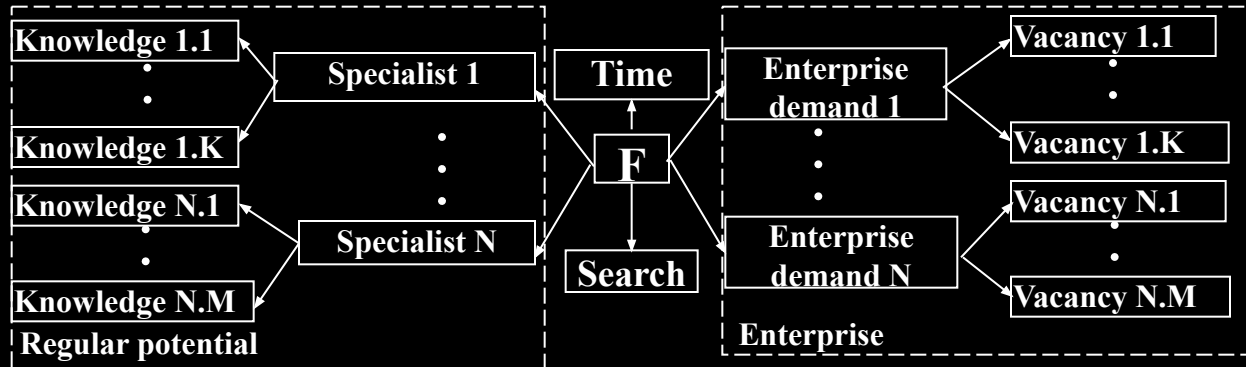 Knowledge 1.1
Knowledge 1.K
Knowledge N.1
Knowledge N.M
Regular potential
Specialist 1
Specialist N
Time
F
Search
Enterprise
demand 1
Enterprise
demand N
Enterprise
Vacancy 1.1
Vacancy 1.K
Vacancy N.1
Vacancy N.M